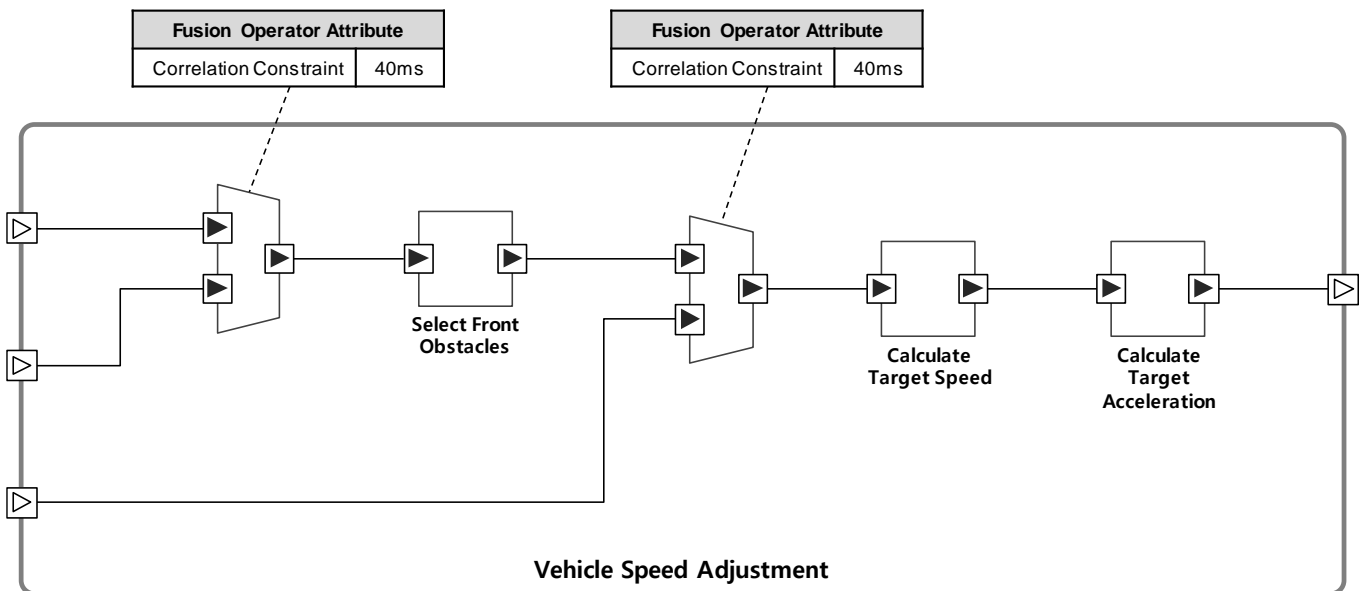 Fusion Operator Attribute
Correlation Constraint 40ms
Fusion Operator Attribute
Correlation Constraint 40ms
Select Front
Obstacles
Calculate
Target Speed
Calculate
Target
Acceleration
Vehicle Speed Adjustment